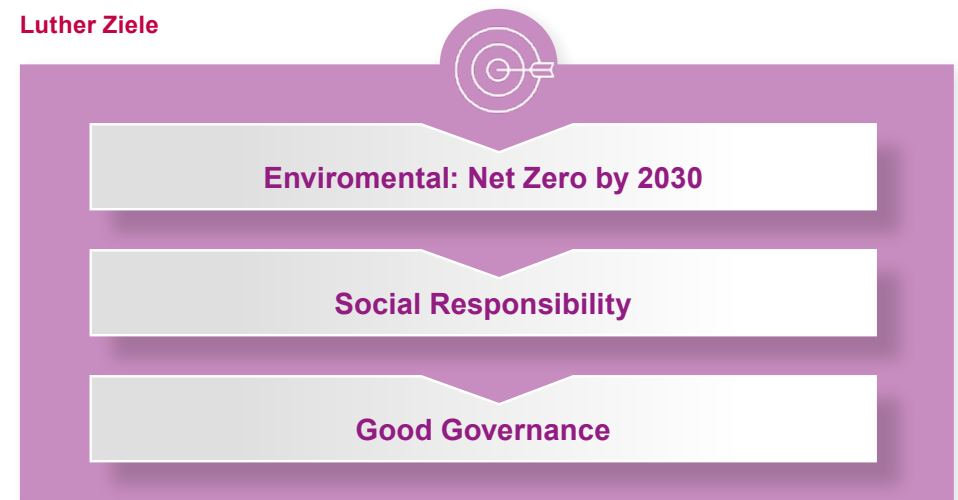 Luther Ziele
Enviromental: Net Zero by 2030
Social Responsibility
Good Governance